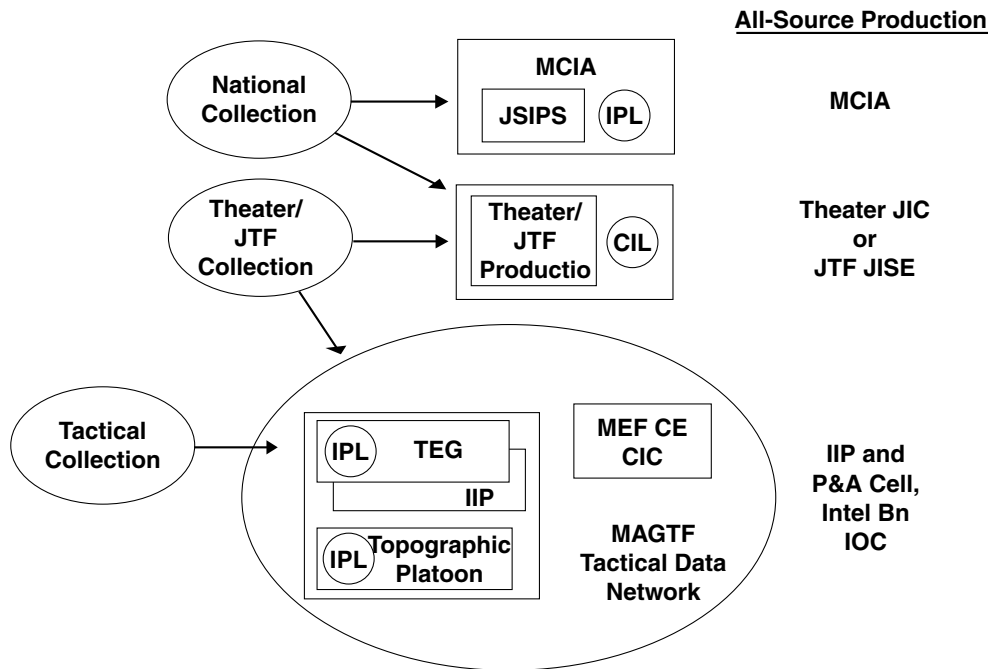 All-Source Production
National
Collection
MCIA
JSIPS
IPL
MCIA
Theater/
JTF
Collection
Theater/
JTF
Productio
CIL
Theater JIC
or
JTF JISE
Tactical
Collection
IPL
TEG
IIP
IPL
Topographic
Platoon
MEF CE
CIC
MAGTF
Tactical Data
Network
IIP and
P&A Cell,
Intel Bn
IOC